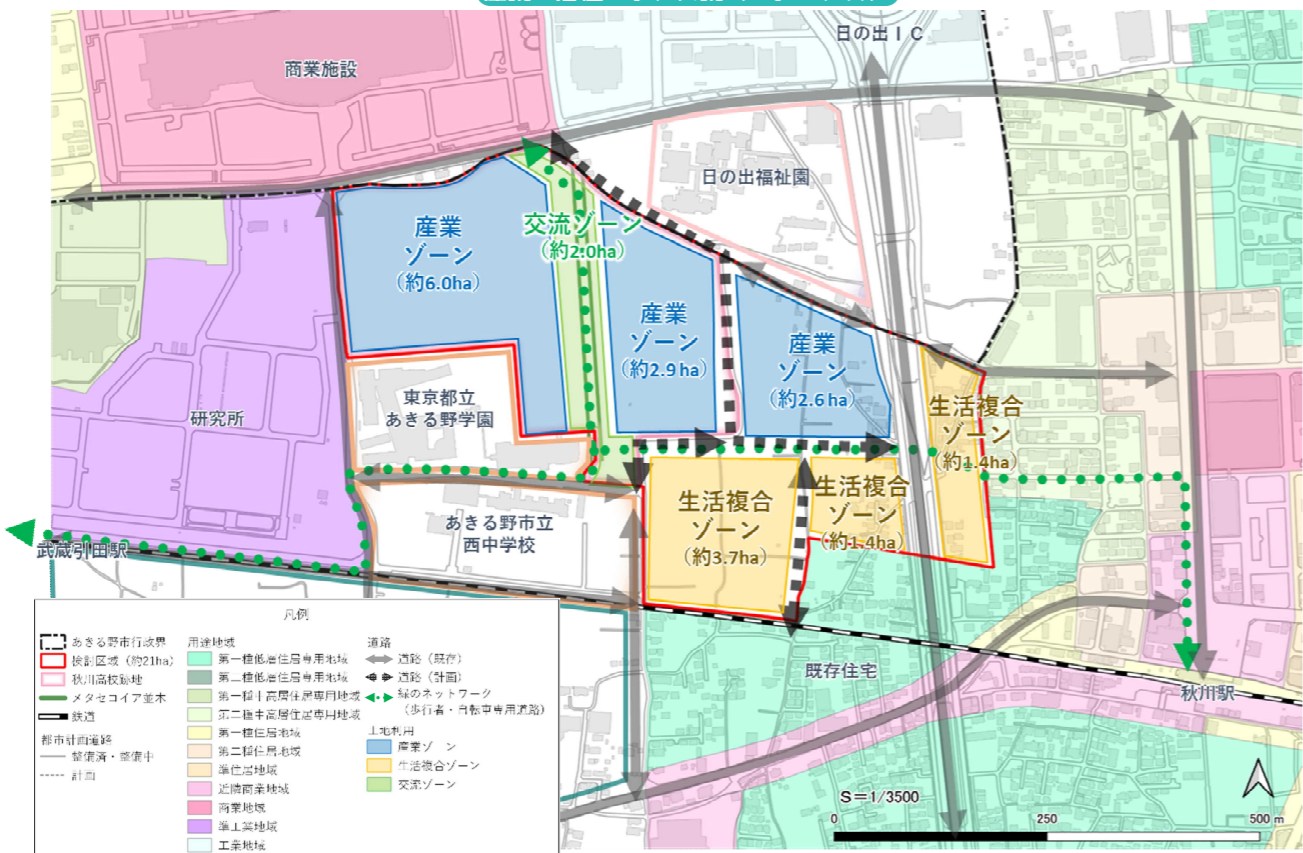 商業施設
日の出IC
日の出福祉園
産業
ゾーン
(約6.0ha)
交流ゾーン
(約2.0ha)
産業
ゾーン
(約2.9ha)
産業
ゾーン
(約2.6ha)
生活複合
ゾーン
(約1.4ha)
東京都立
あきる野学園
研究所
生活複合
ゾーン
(約3.7ha)
生活複合
ゾーン
(約1.4ha)
あきる野市立
西中学校
武蔵引田駅
既存住宅
秋川駅
凡例
あきる野市行政界
検討区域(約21ha)
秋川高校跡地
メタセコイア並木
鉄道
都市計画道路
整備済・整備中
計画
用途地域
第一種低層住居専用地域
第二種低層住居専用地域
第一種中高層住居専用地域
第二種中高層住居専用地域
第一種住居地域
第二種住居地域
準住居地域
近隣商業地域
商業地域
準工業地域
工業地域
道路
道路(既存)
道路(計画)
緑のネットワーク
(歩行者・自転車専用道路)
土地利用
産業ゾーン
生活複合ゾーン
交流ゾーン
S=1/3500
0 250 500 m